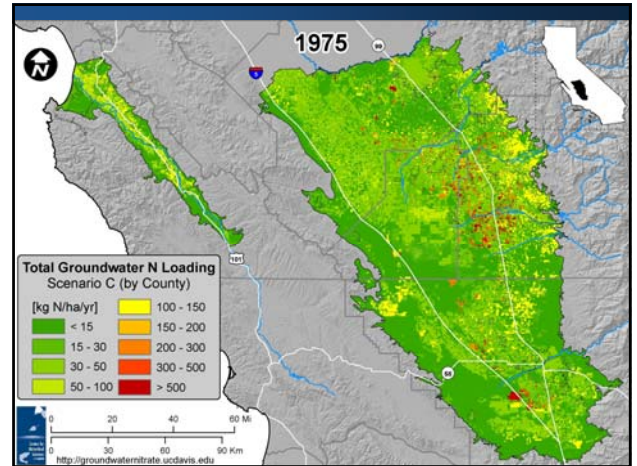 1975
N
99
5
101
58
Total Groundwater N Loading
Scenario C (by County)
[kg N/ha/yr]
< 15
15 - 30
30 - 50
50 - 100
100 - 150
150 - 200
200 - 300
300 - 500
> 500
0 20 40 60 Mi
0 30 60 90 Km
http://groundwaternitrate.ucdavis.edu